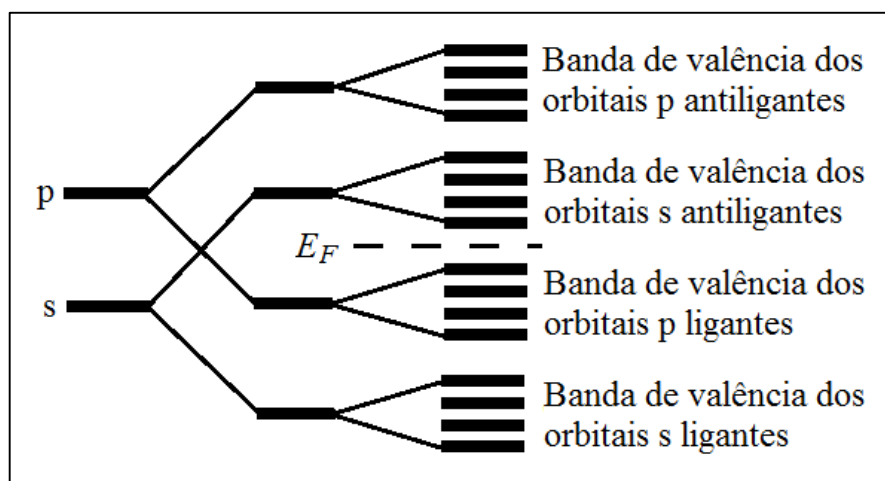 Banda de valência dos
orbitais p antiligantes
p
Banda de valência dos
orbitais s antiligantes
E_F
s
Banda de valência dos
orbitais p ligantes
Banda de valência dos
orbitais s ligantes